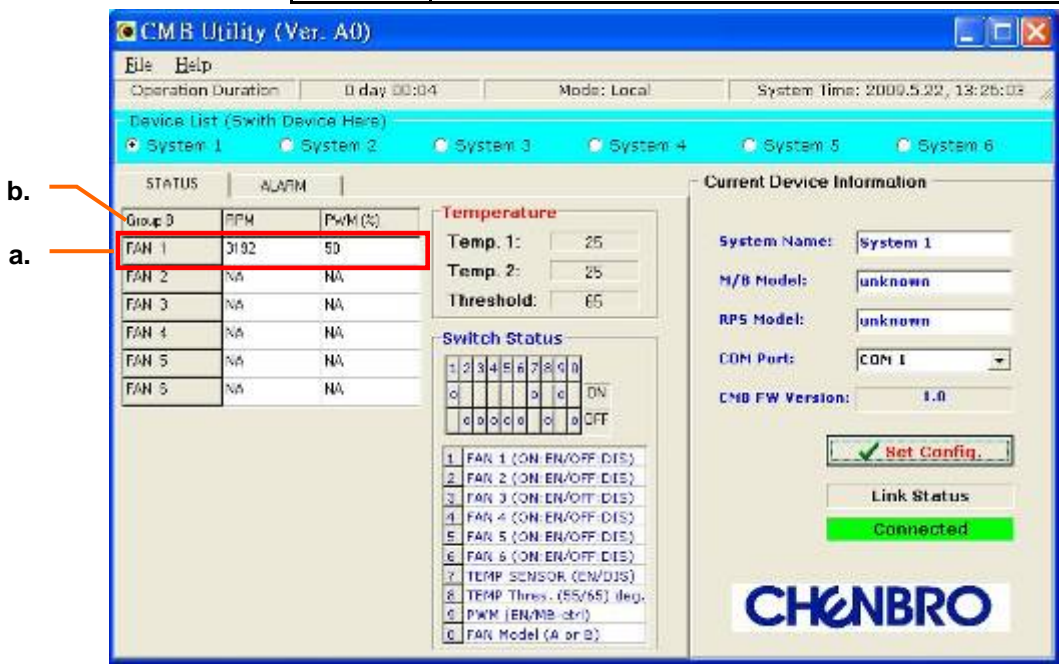 CMB Utility (Ver. A0)
File Help
Operation Duration 0 day 00:04 Mode: Local System Time: 2009.5.22, 13:26:03
Device List (Swith Device Here)
System 1 System 2 System 3 System 4 System 5 System 6
STATUS ALARM
b.
a.
Group B RPM PWM (%)
FAN 1 3192 50
FAN 2 NA NA
FAN 3 NA NA
FAN 4 NA NA
FAN 5 NA NA
FAN 6 NA NA
Temperature
Temp. 1: 25
Temp. 2: 25
Threshold: 65
Switch Status
1 2 3 4 5 6 7 8 9 0
o o o ON
o o o o o o o OFF
1 FAN 1 (ON:EN/OFF:DIS)
2 FAN 2 (ON:EN/OFF:DIS)
3 FAN 3 (ON:EN/OFF:DIS)
4 FAN 4 (ON:EN/OFF:DIS)
5 FAN 5 (ON:EN/OFF:DIS)
6 FAN 6 (ON:EN/OFF:DIS)
7 TEMP SENSOR (EN/DIS)
8 TEMP Thres. (55/65) deg.
9 PWM (EN/MB-ctrl)
0 FAN Model (A or B)
Current Device Information
System Name: System 1
M/B Model: unknown
RPS Model: unknown
COM Port: COM 1
CMB FW Version: 1.0
Set Config.
Link Status
Connected
CHENBRO